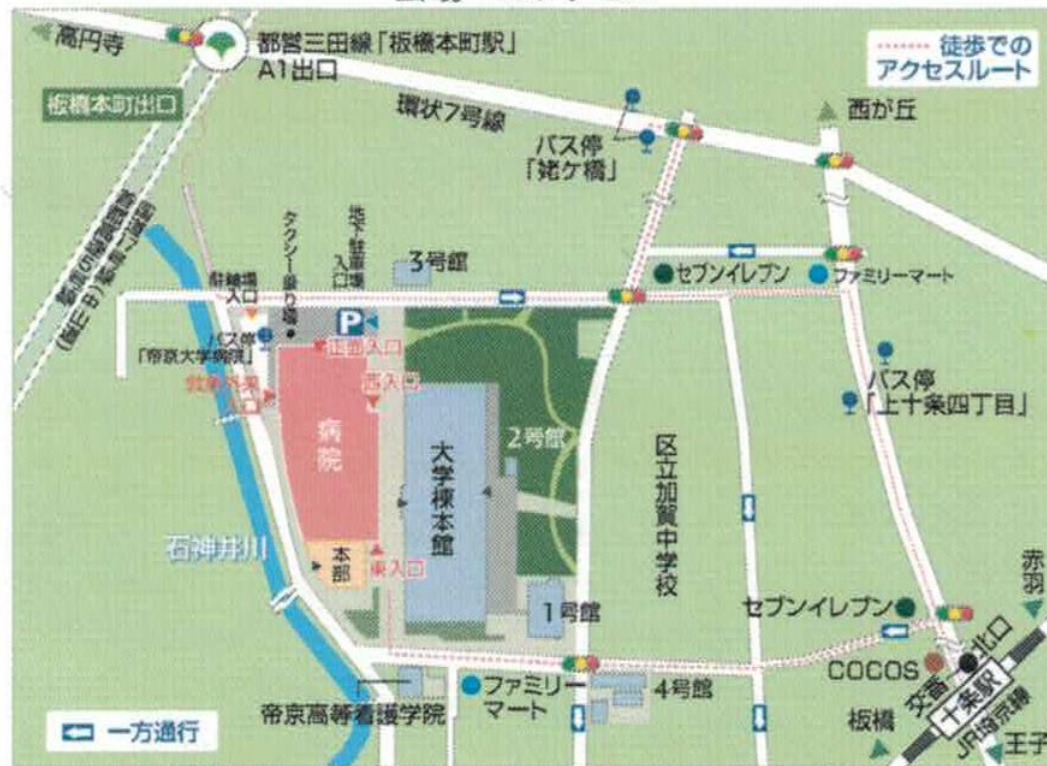 高円寺
都営三田線「板橋本町駅」
A1出口
徒歩での
アクセスルート
板橋本町出口
環状7号線
バス停
「姥ケ橋」
西が丘
タクシー乗り場
地下駐車場
入口
3号館
セブンイレブン
ファミリーマート
駐輪場
入口
P
バス停
「帝京大学病院」
正面入口
西入口
救急外来
バス停
「上十条四丁目」
病院
大学棟本館
2号館
区立加賀中学校
石神井川
本部
東入口
1号館
赤羽
セブンイレブン
北口
交番
COCOS
十条駅
JR埼京線
ファミリー
マート
4号館
帝京高等看護学院
板橋
王子
一方通行